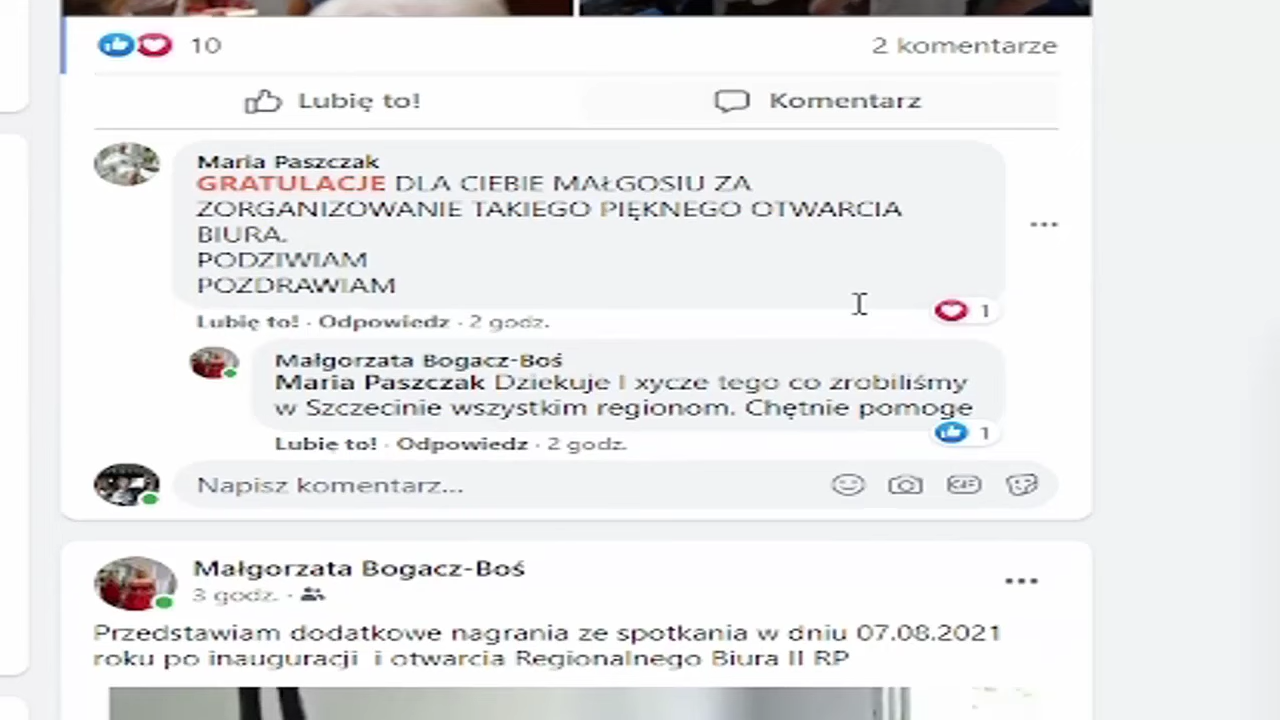 10
2 komentarze
Lubię to!
Komentarz
Maria Paszczak
GRATULACJE DLA CIEBIE MAŁGOSIU ZA
ZORGANIZOWANIE TAKIEGO PIĘKNEGO OTWARCIA
BIURA.
PODZIWIAM
POZDRAWIAM
1
Lubię to! · Odpowiedz · 2 godz.
Małgorzata Bogacz-Boś
Maria Paszczak Dziekuje I xycze tego co zrobiliśmy
w Szczecinie wszystkim regionom. Chętnie pomoge
1
Lubię to! · Odpowiedz · 2 godz.
Napisz komentarz...
GIF
Małgorzata Bogacz-Boś
3 godz. ·
Przedstawiam dodatkowe nagrania ze spotkania w dniu 07.08.2021
roku po inauguracji i otwarcia Regionalnego Biura II RP